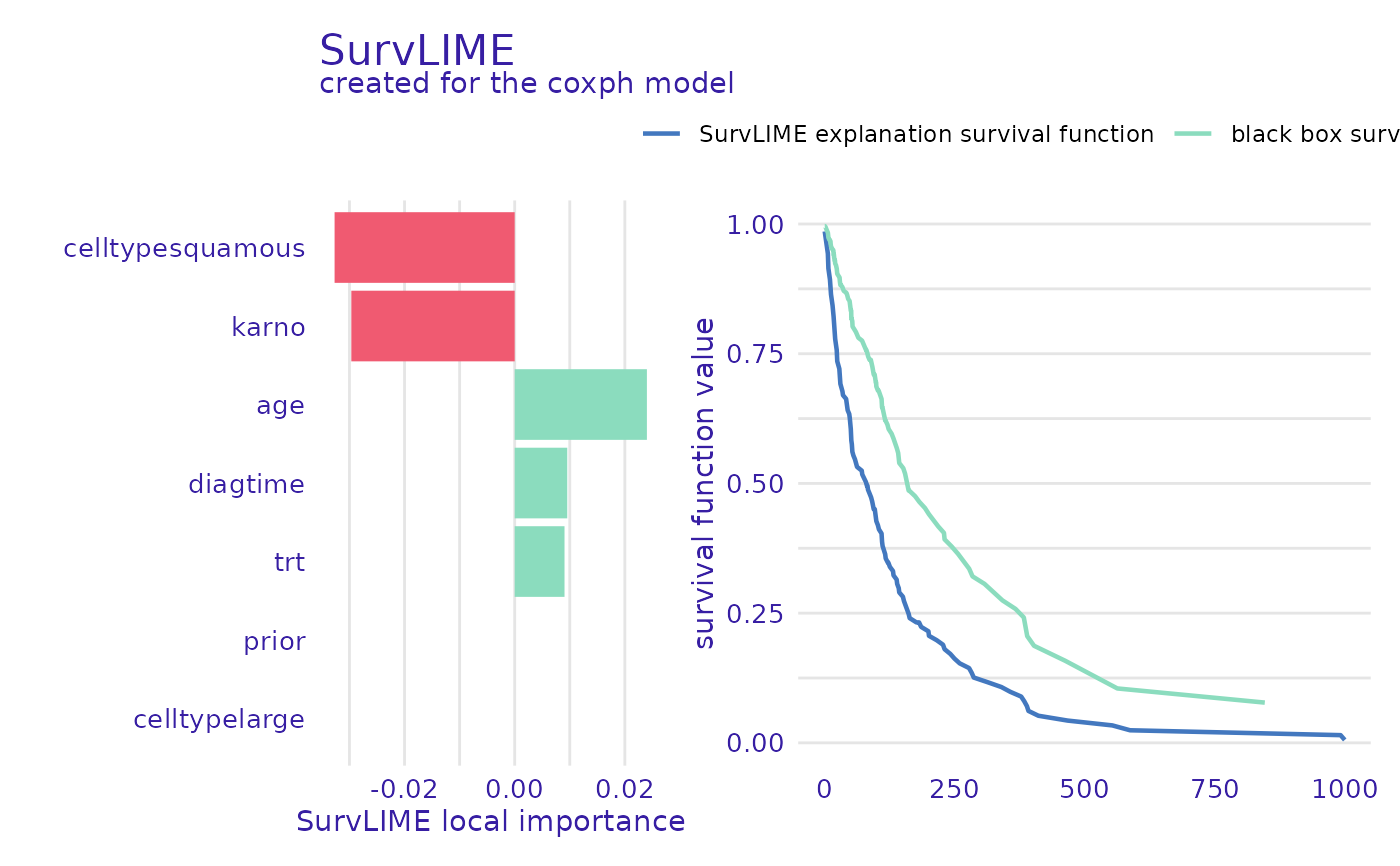 SurvLIME
created for the coxph model
SurvLIME explanation survival function
black box surv
celltypesquamous
karno
age
diagtime
trt
prior
celltypelarge
-0.02 0.00 0.02
SurvLIME local importance
survival function value
1.00
0.75
0.50
0.25
0.00
0 250 500 750 1000